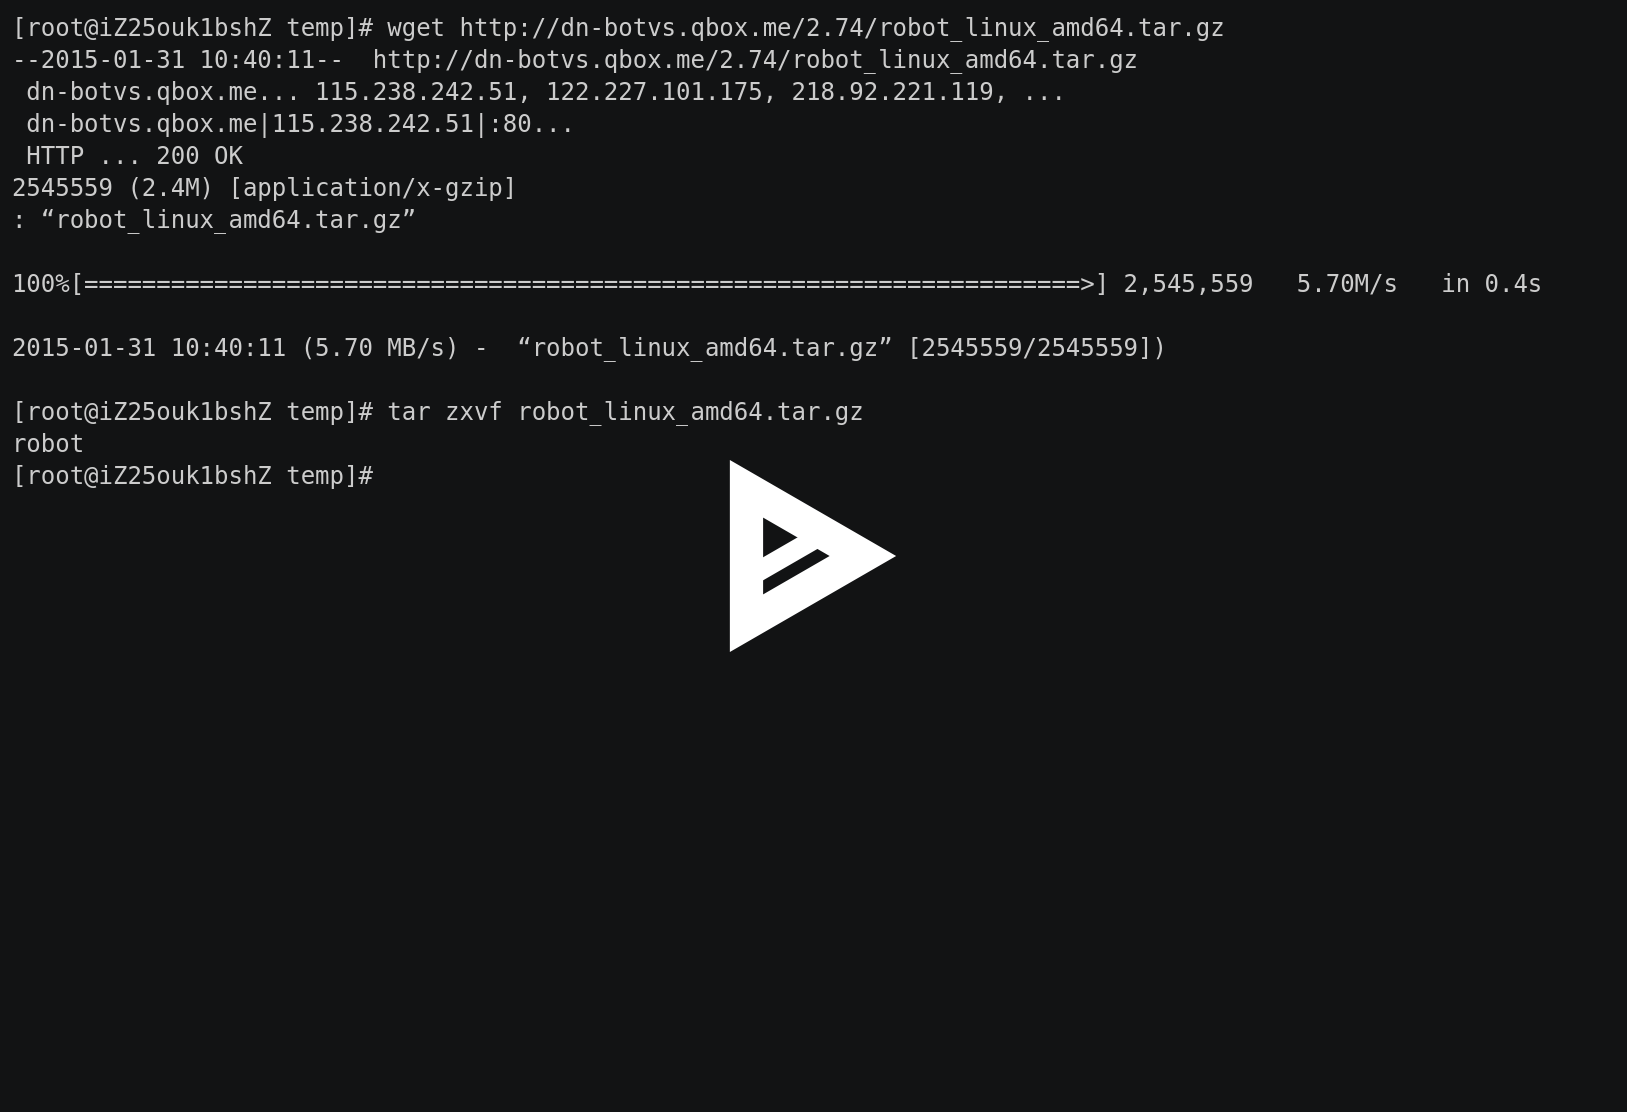 [root@iZ25ouk1bshZ temp]# wget http://dn-botvs.qbox.me/2.74/robot_linux_amd64.tar.gz
--2015-01-31 10:40:11--  http://dn-botvs.qbox.me/2.74/robot_linux_amd64.tar.gz
 dn-botvs.qbox.me... 115.238.242.51, 122.227.101.175, 218.92.221.119, ...
 dn-botvs.qbox.me|115.238.242.51|:80...
 HTTP ... 200 OK
2545559 (2.4M) [application/x-gzip]
: “robot_linux_amd64.tar.gz”
100%[=====================================================================>] 2,545,559   5.70M/s   in 0.4s
2015-01-31 10:40:11 (5.70 MB/s) -  “robot_linux_amd64.tar.gz” [2545559/2545559])
[root@iZ25ouk1bshZ temp]# tar zxvf robot_linux_amd64.tar.gz
robot
[root@iZ25ouk1bshZ temp]#